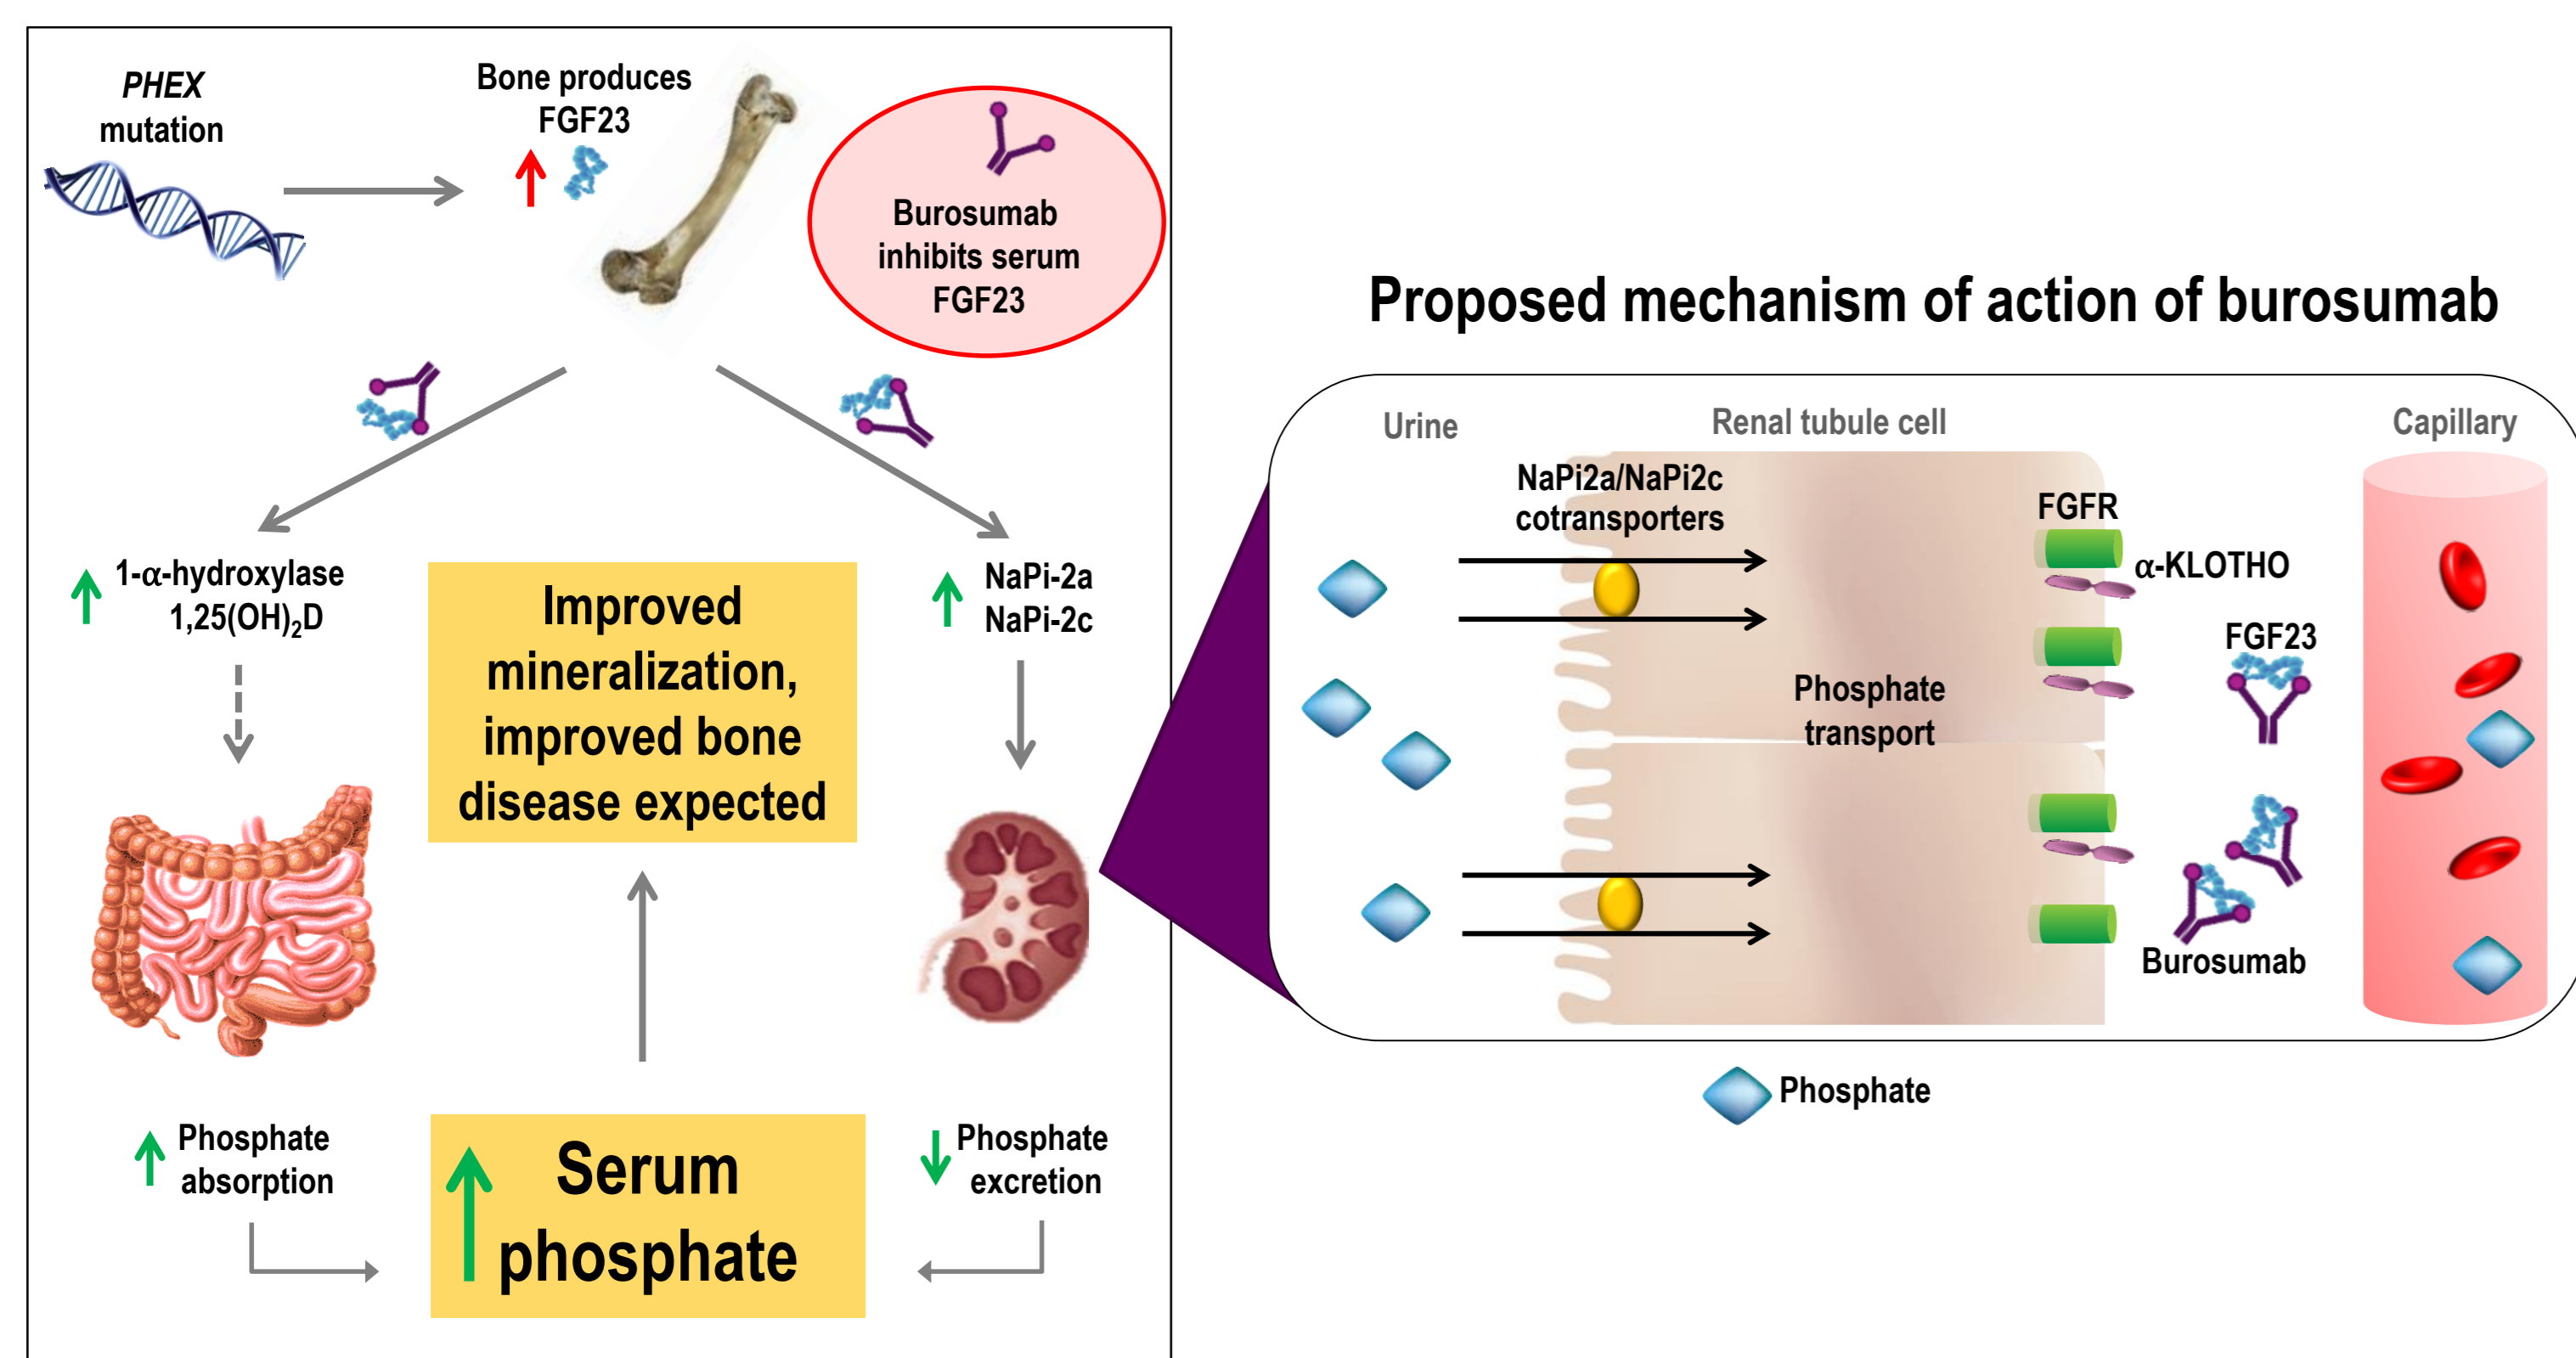 PHEX
mutation
Bone produces
FGF23
Burosumab
inhibits serum
FGF23
1-α-hydroxylase
1,25(OH)₂D
Improved
mineralization,
improved bone
disease expected
NaPi-2a
NaPi-2c
Phosphate
absorption
Serum
phosphate
Phosphate
excretion
Proposed mechanism of action of burosumab
Urine
Renal tubule cell
Capillary
NaPi2a/NaPi2c
cotransporters
FGFR
α-KLOTHO
FGF23
Phosphate
transport
Burosumab
Phosphate